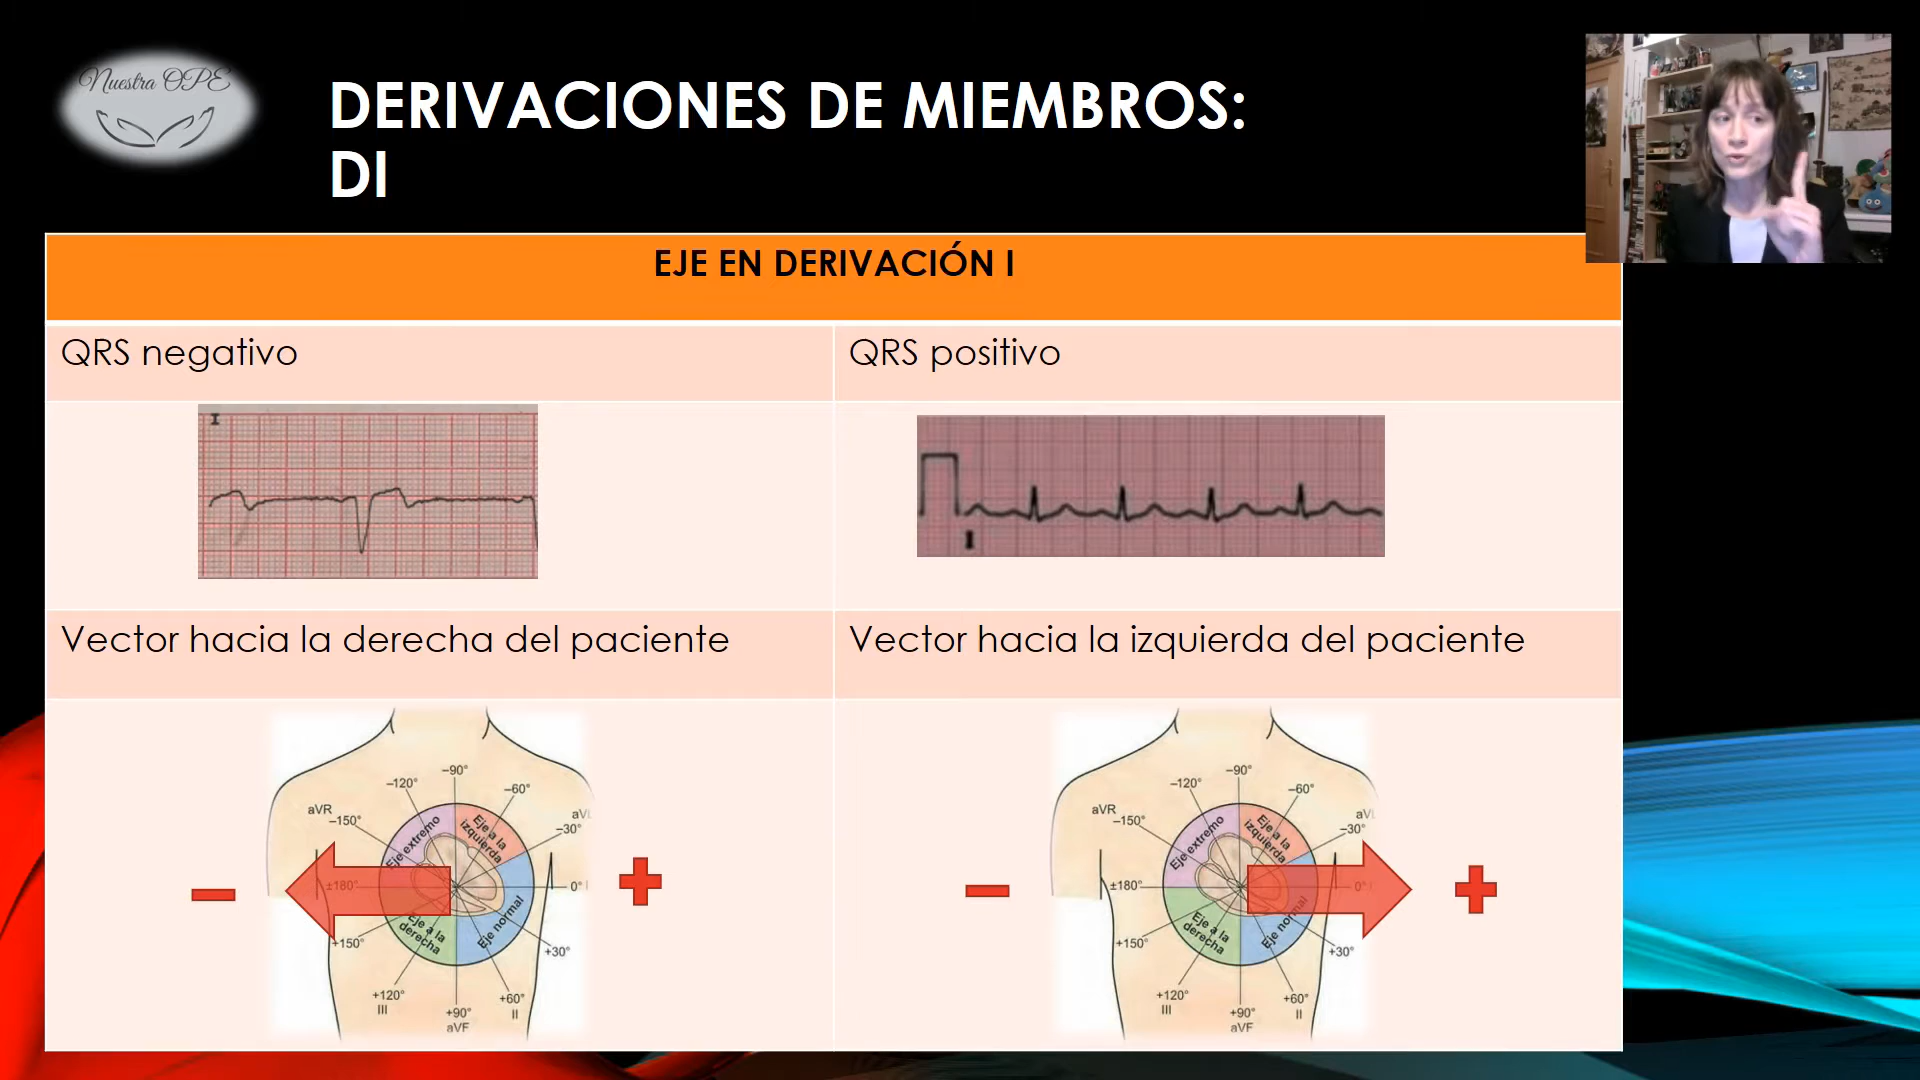 Nuestra OPE
DERIVACIONES DE MIEMBROS:
DI
EJE EN DERIVACIÓN I
QRS negativo
QRS positivo
I
I
Vector hacia la derecha del paciente
Vector hacia la izquierda del paciente
−90°
−120°
−60°
aVR
−150°
−30°
Eje extremo
Eje a la
izquierda
±180°
0°
Eje a la
derecha
Eje normal
+150°
+30°
+120°
III
+60°
II
+90°
aVF
−90°
−120°
−60°
aVR
−150°
−30°
Eje extremo
Eje a la
izquierda
±180°
0°
Eje a la
derecha
Eje normal
+150°
+30°
+120°
III
+60°
II
+90°
aVF